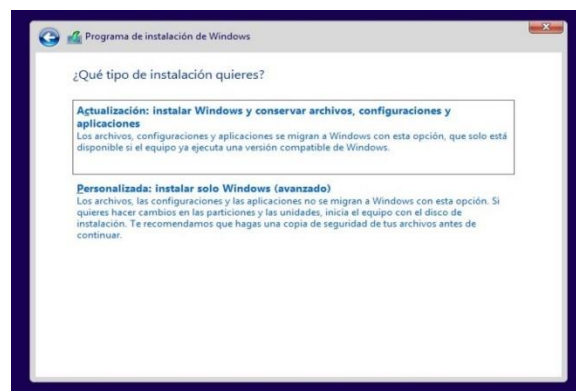 Programa de instalación de Windows
¿Qué tipo de instalación quieres?
Actualización: instalar Windows y conservar archivos, configuraciones y
aplicaciones
Los archivos, configuraciones y aplicaciones se migran a Windows con esta opción, que solo está
disponible si el equipo ya ejecuta una versión compatible de Windows.
Personalizada: instalar solo Windows (avanzado)
Los archivos, las configuraciones y las aplicaciones no se migran a Windows con esta opción. Si
quieres hacer cambios en las particiones y las unidades, inicia el equipo con el disco de
instalación. Te recomendamos que hagas una copia de seguridad de tus archivos antes de
continuar.